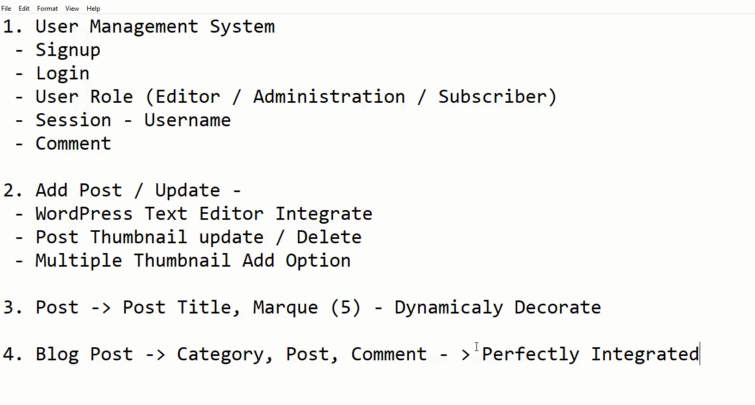 File Edit Format View Help
1. User Management System
- Signup
- Login
- User Role (Editor / Administration / Subscriber)
- Session - Username
- Comment
2. Add Post / Update -
- WordPress Text Editor Integrate
- Post Thumbnail update / Delete
- Multiple Thumbnail Add Option
3. Post -> Post Title, Marque (5) - Dynamicaly Decorate
4. Blog Post -> Category, Post, Comment - > Perfectly Integrated